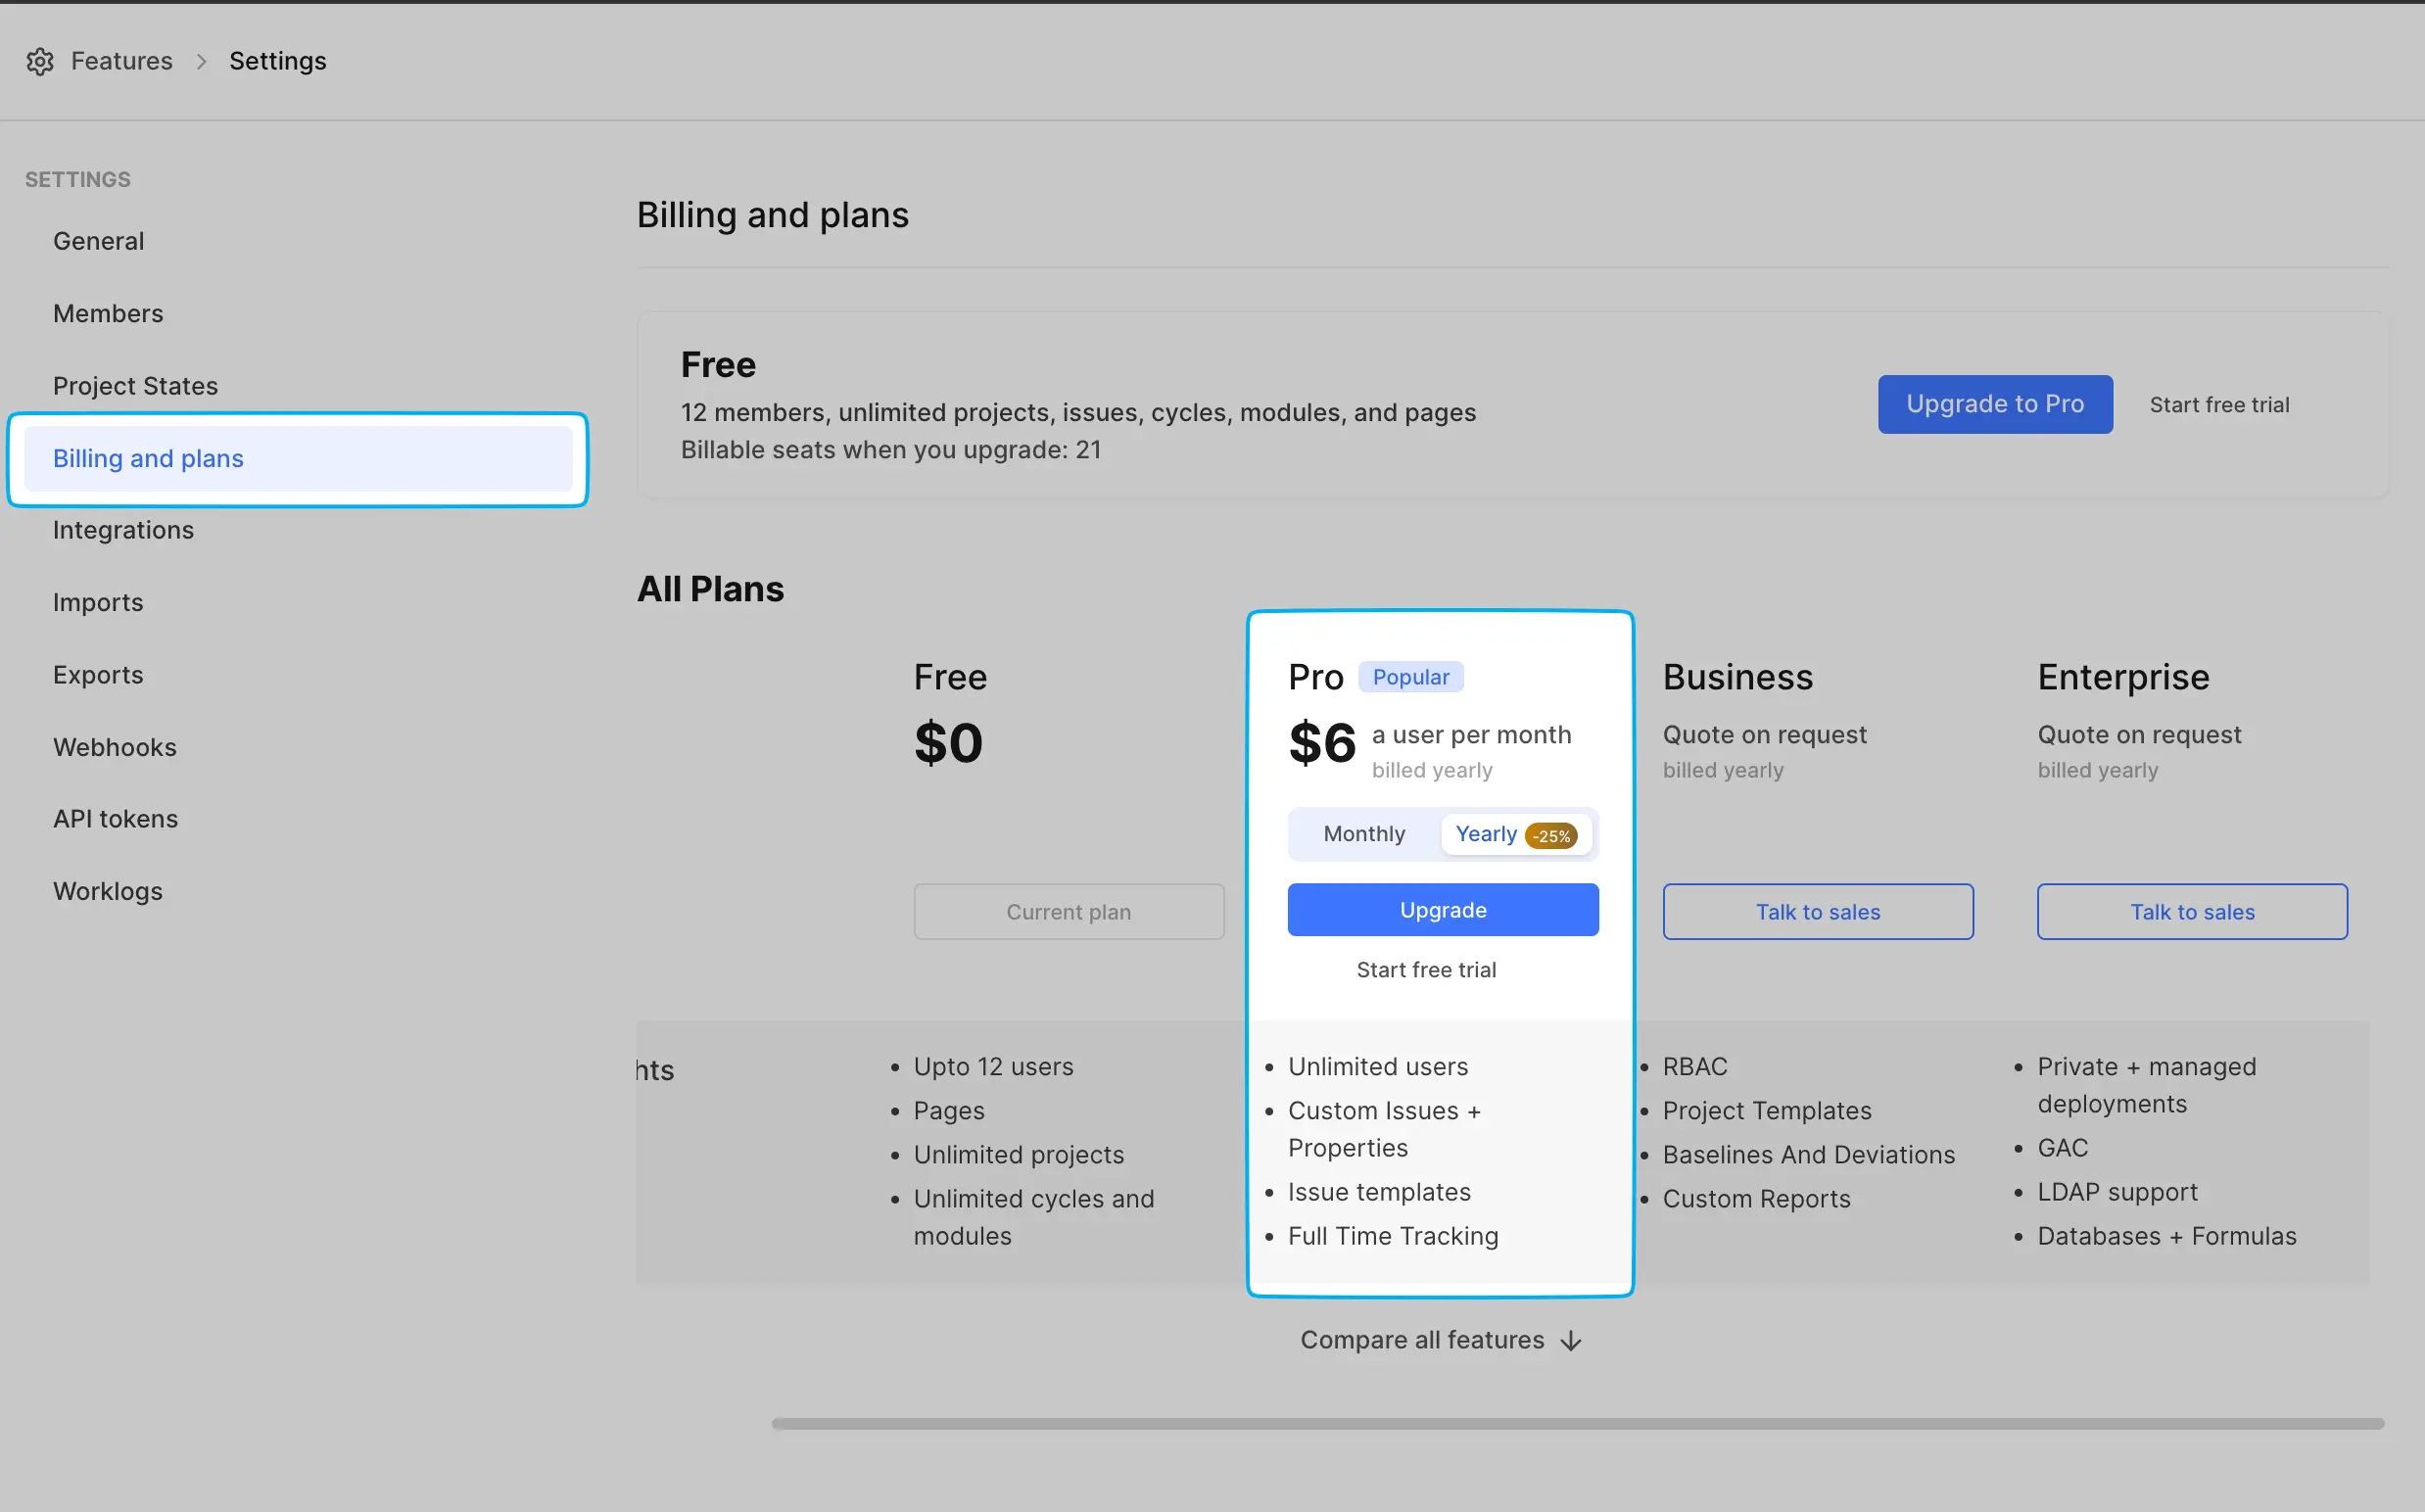 Features > Settings
SETTINGS
General
Members
Project States
Billing and plans
Integrations
Imports
Exports
Webhooks
API tokens
Worklogs
Billing and plans
Free
12 members, unlimited projects, issues, cycles, modules, and pages
Billable seats when you upgrade: 21
Upgrade to Pro
Start free trial
All Plans
Free
$0
Current plan
Pro Popular
$6 a user per month
billed yearly
Monthly
Yearly -25%
Upgrade
Start free trial
Business
Quote on request
billed yearly
Talk to sales
Enterprise
Quote on request
billed yearly
Talk to sales
hts
• Upto 12 users
• Pages
• Unlimited projects
• Unlimited cycles and
modules
• Unlimited users
• Custom Issues +
Properties
• Issue templates
• Full Time Tracking
• RBAC
• Project Templates
• Baselines And Deviations
• Custom Reports
• Private + managed
deployments
• GAC
• LDAP support
• Databases + Formulas
Compare all features ↓